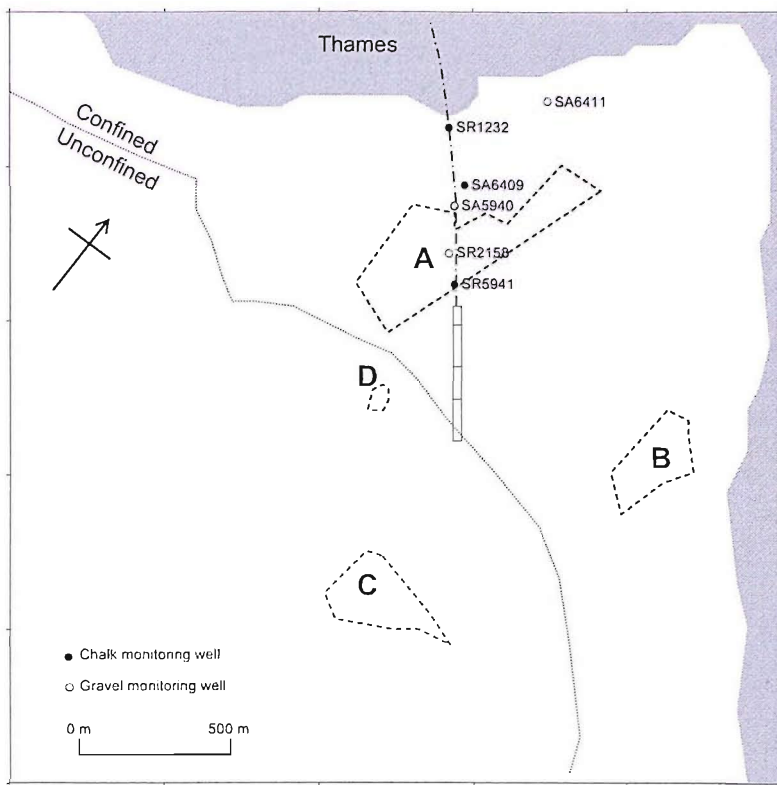 Thames
SA6411
Confined
Unconfined
SR1232
SA6409
SA5940
A
SR2158
SR5941
D
B
C
Chalk monitoring well
Gravel monitoring well
0 m 500 m